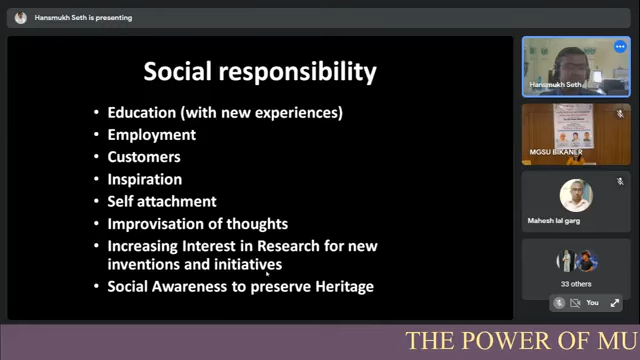 Hansmukh Seth is presenting
Social responsibility
• Education (with new experiences)
• Employment
• Customers
• Inspiration
• Self attachment
• Improvisation of thoughts
• Increasing Interest in Research for new
inventions and initiatives
• Social Awareness to preserve Heritage
Hansmukh Seth
MGSU BIKANER
Mahesh lal garg
33 others
You
THE POWER OF MU